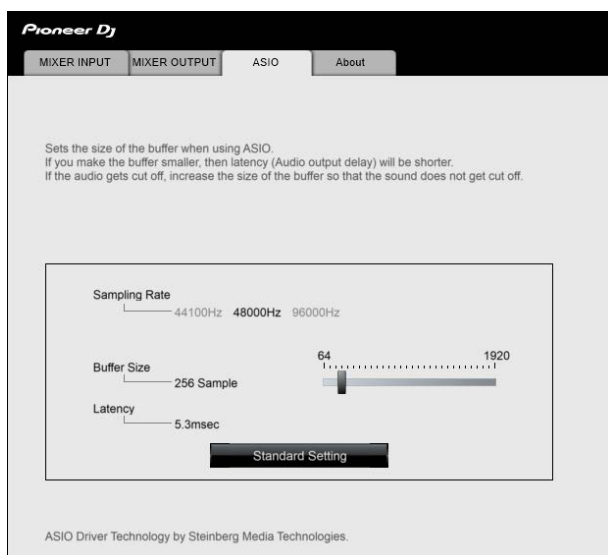 Pioneer Dj
MIXER INPUT MIXER OUTPUT ASIO About
Sets the size of the buffer when using ASIO.
If you make the buffer smaller, then latency (Audio output delay) will be shorter.
If the audio gets cut off, increase the size of the buffer so that the sound does not get cut off.
Sampling Rate
44100Hz 48000Hz 96000Hz
64 1920
Buffer Size
256 Sample
Latency
5.3msec
Standard Setting
ASIO Driver Technology by Steinberg Media Technologies.